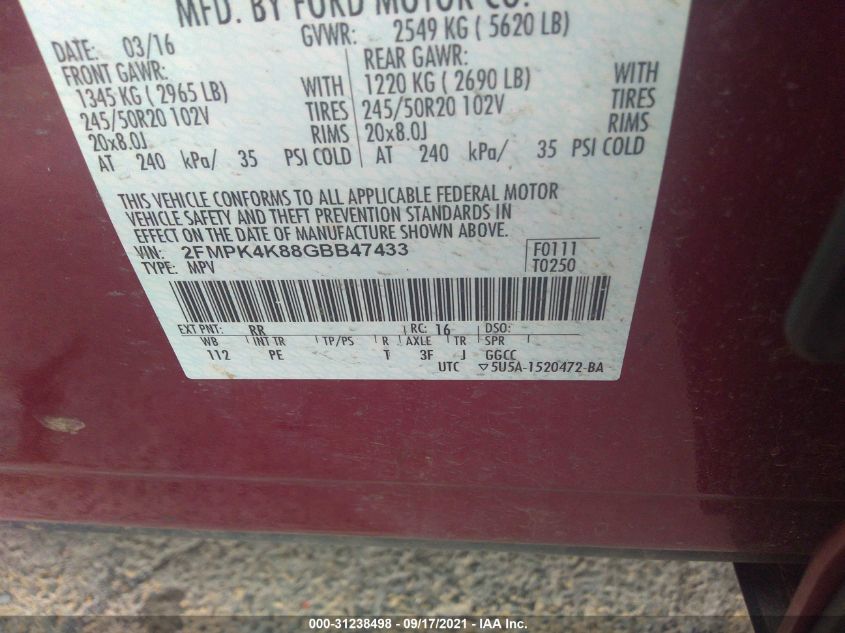 MFD. BY FORD MOTOR CO.
DATE: 03/16 GVWR: 2549 KG ( 5620 LB)
FRONT GAWR: REAR GAWR:
1345 KG ( 2965 LB) WITH 1220 KG ( 2690 LB) WITH
245/50R20 102V TIRES 245/50R20 102V TIRES
20x8.0J RIMS 20x8.0J RIMS
AT 240 kPa/ 35 PSI COLD AT 240 kPa/ 35 PSI COLD
THIS VEHICLE CONFORMS TO ALL APPLICABLE FEDERAL MOTOR
VEHICLE SAFETY AND THEFT PREVENTION STANDARDS IN
EFFECT ON THE DATE OF MANUFACTURE SHOWN ABOVE.
VIN: 2FMPK4K88GBB47433 F0111
TYPE: MPV T0250
EXT PNT: RR RC: 16 DSO:
WB INT TR TP/PS R AXLE TR SPR
112 PE T 3F J GGCC
UTC ▽5U5A-1520472-BA
000-31238498 - 09/17/2021 - www.iaai.com